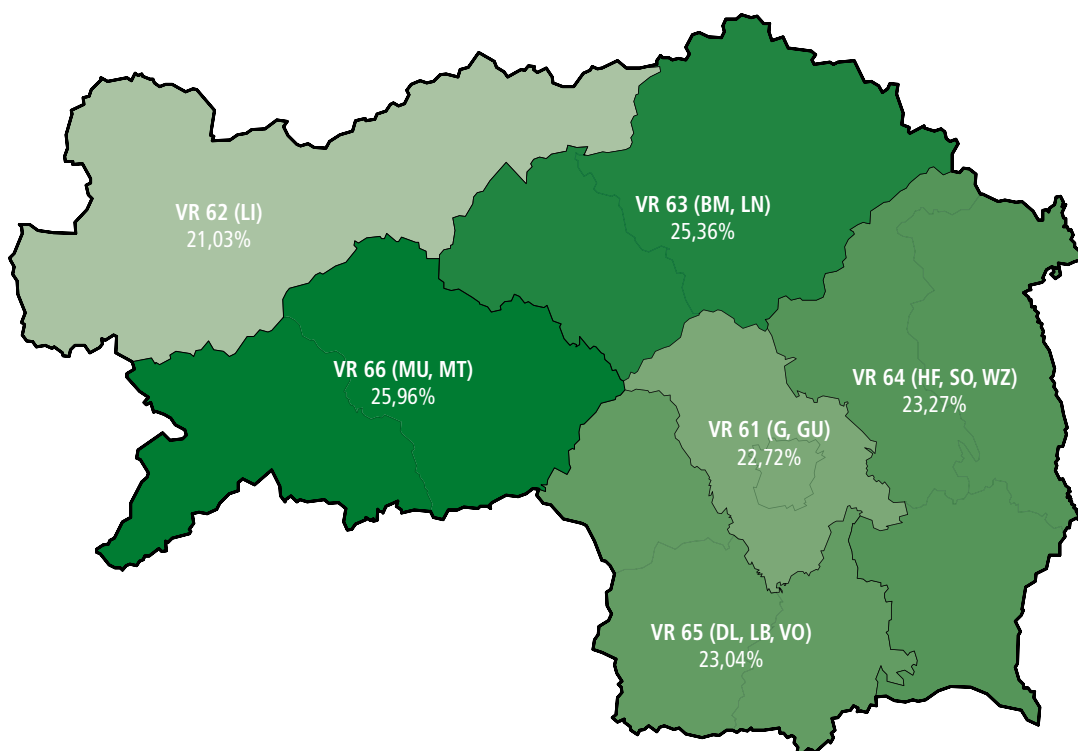 VR 62 (LI)
21,03%
VR 63 (BM, LN)
25,36%
VR 66 (MU, MT)
25,96%
VR 64 (HF, SO, WZ)
23,27%
VR 61 (G, GU)
22,72%
VR 65 (DL, LB, VO)
23,04%